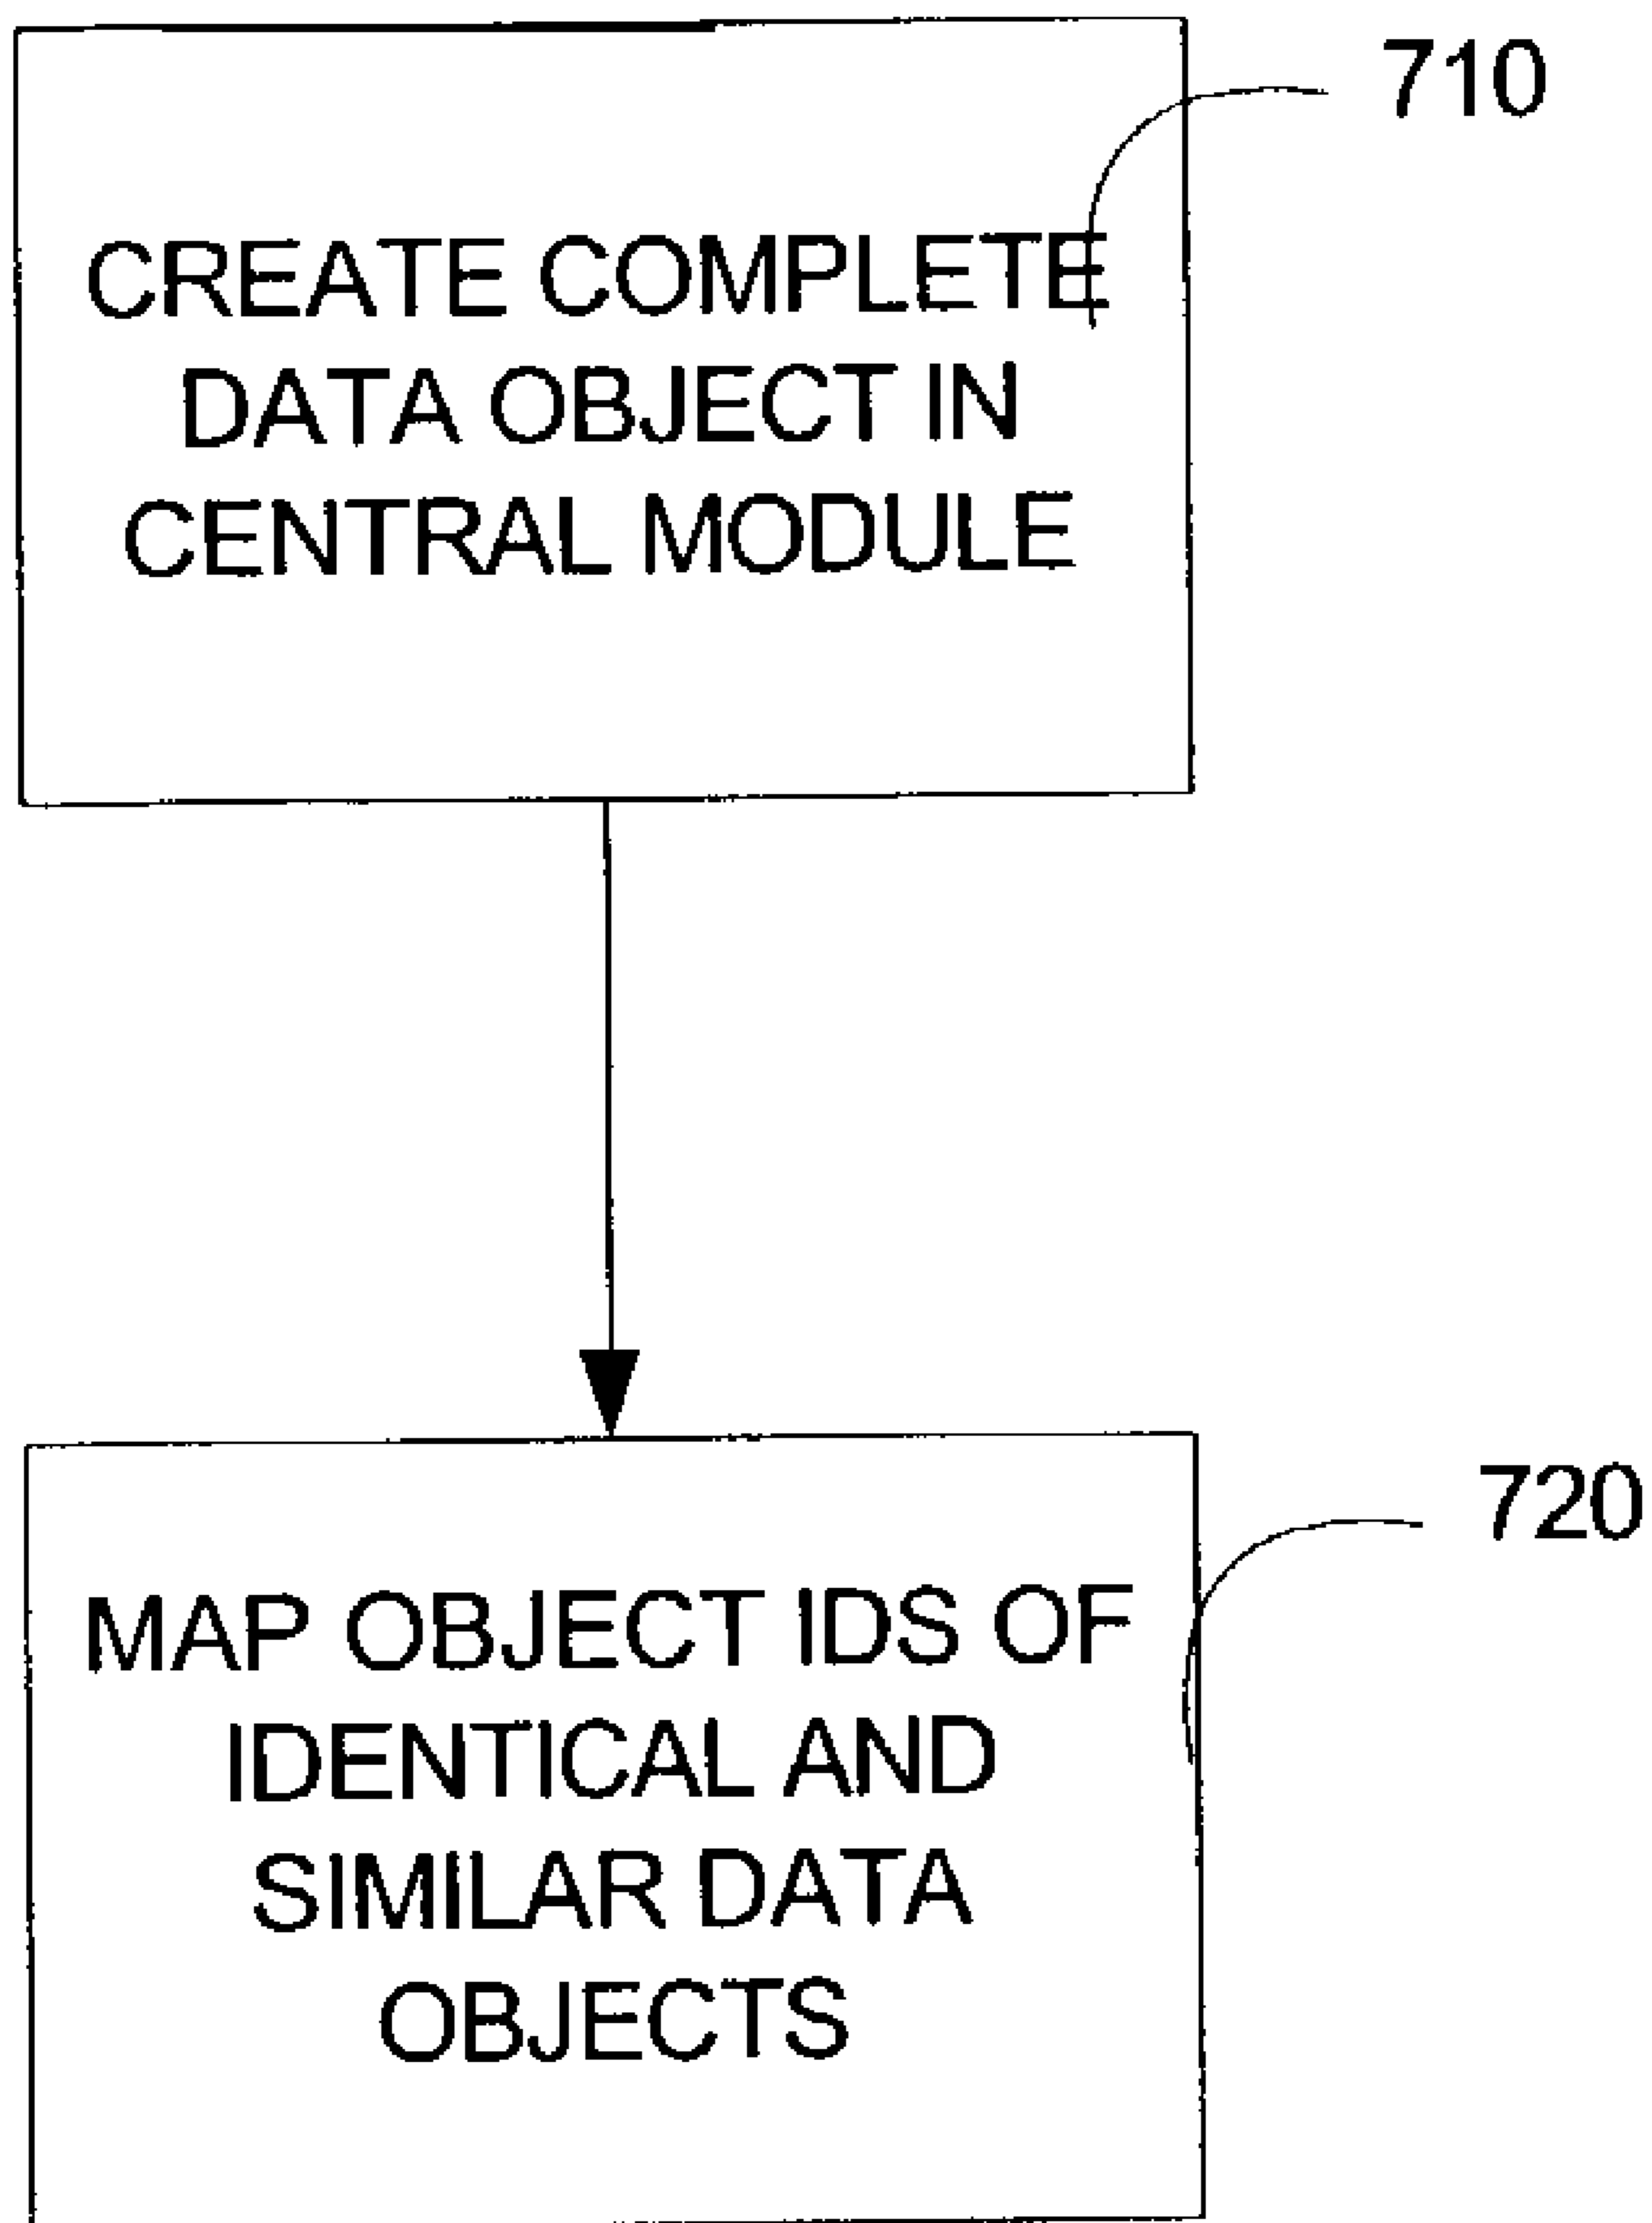 710
CREATE COMPLETE
DATA OBJECT IN
CENTRAL MODULE
720
MAP OBJECT IDS OF
IDENTICAL AND
SIMILAR DATA
OBJECTS